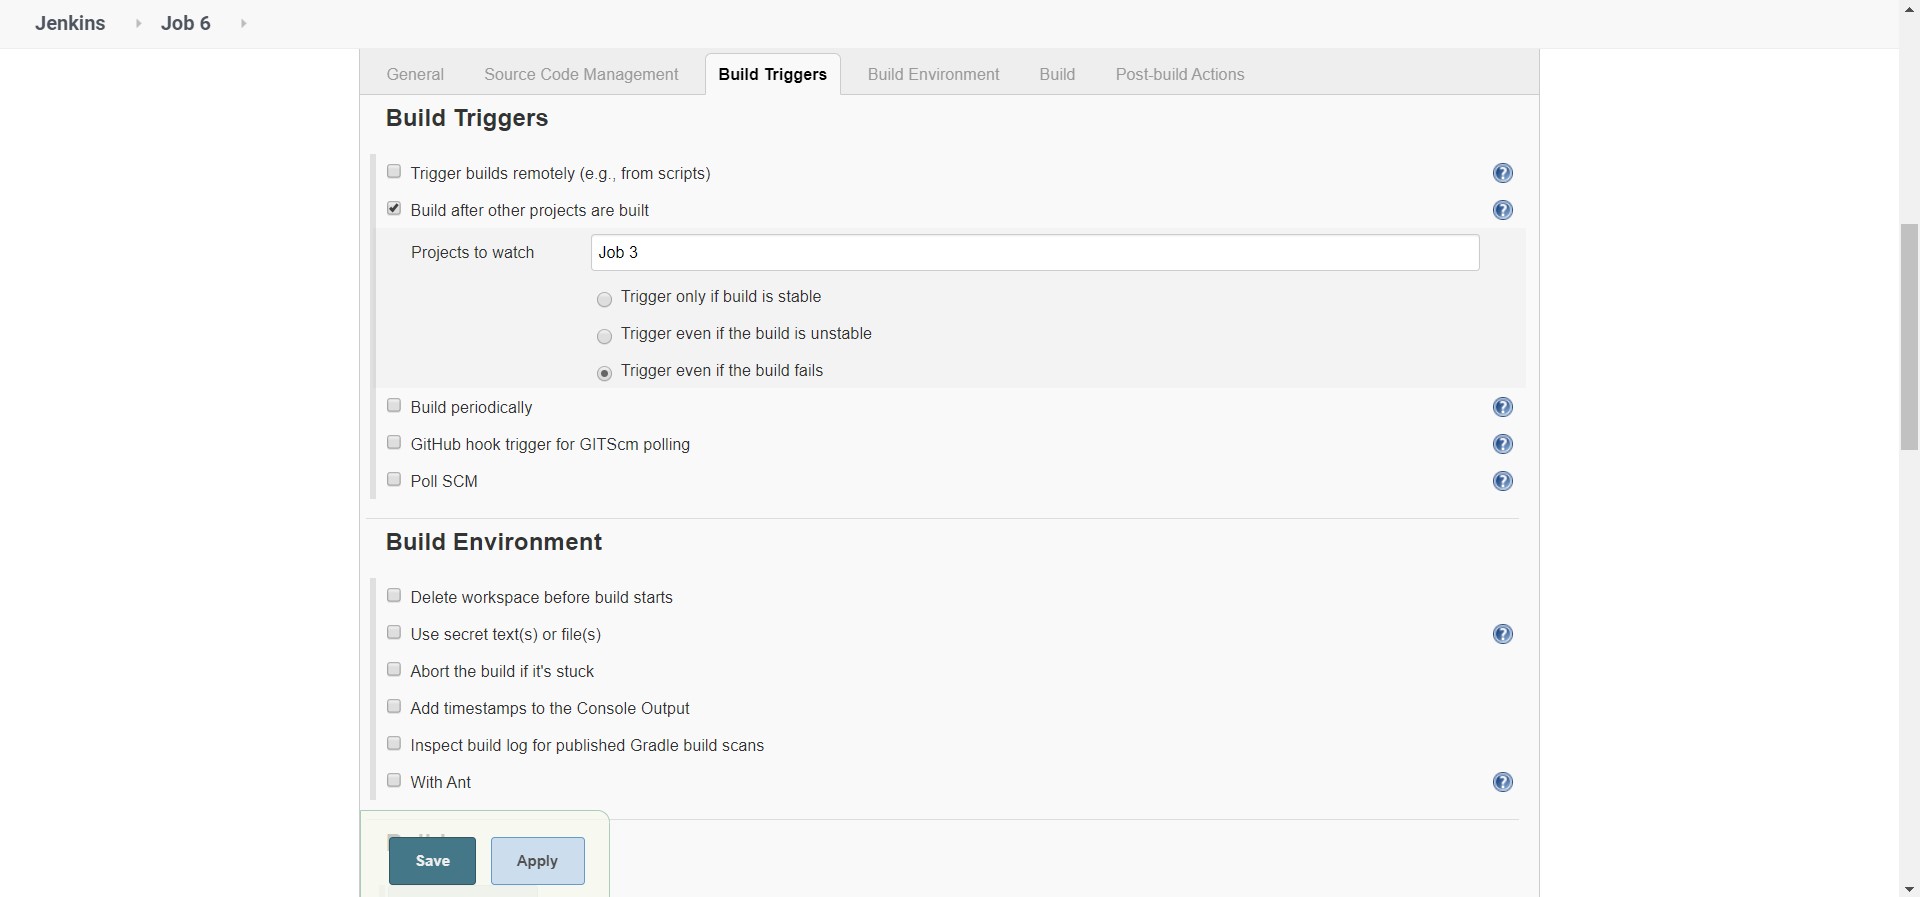 Jenkins Job 6
General Source Code Management Build Triggers Build Environment Build Post-build Actions
Build Triggers
Trigger builds remotely (e.g., from scripts)
Build after other projects are built
Projects to watch Job 3
Trigger only if build is stable
Trigger even if the build is unstable
Trigger even if the build fails
Build periodically
GitHub hook trigger for GITScm polling
Poll SCM
Build Environment
Delete workspace before build starts
Use secret text(s) or file(s)
Abort the build if it's stuck
Add timestamps to the Console Output
Inspect build log for published Gradle build scans
With Ant
Save Apply